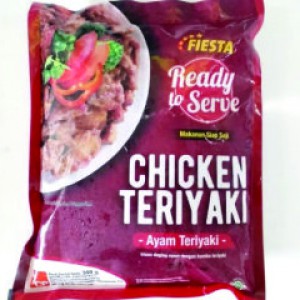 FIESTA
Ready
to Serve
Makanan Siap Saji
CHICKEN
TERIYAKI
- Ayam Teriyaki -